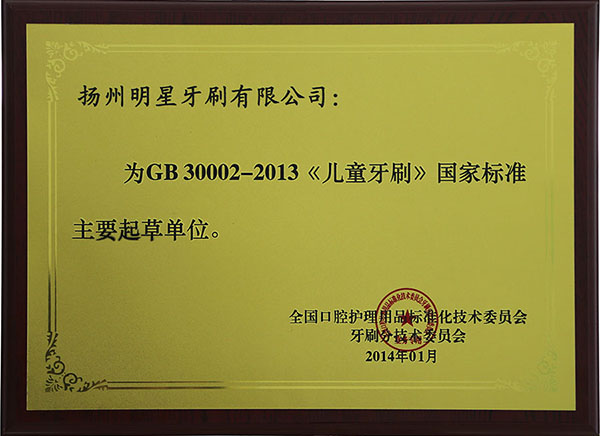 扬州明星牙刷有限公司:
为GB 30002-2013《儿童牙刷》国家标准
主要起草单位。
全国口腔护理用品标准化技术委员会
牙刷分技术委员会
2014年01月